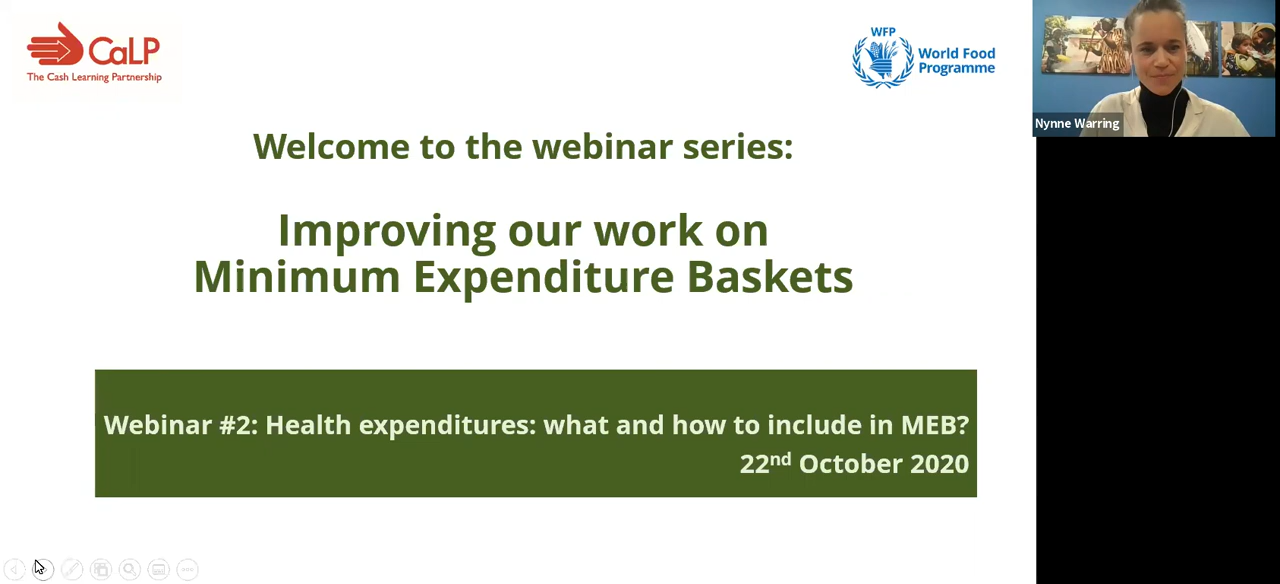 CaLP
The Cash Learning Partnership
WFP
World Food
Programme
Nynne Warring
Welcome to the webinar series:
Improving our work on
Minimum Expenditure Baskets
Webinar #2: Health expenditures: what and how to include in MEB?
22nd October 2020